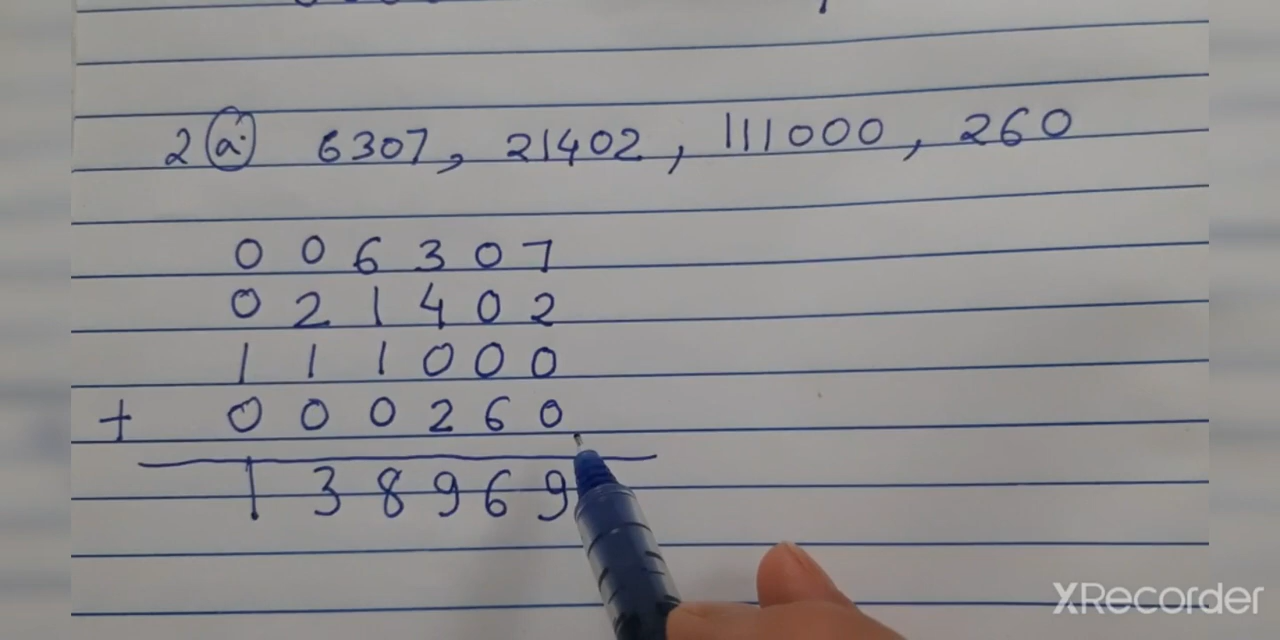 2 a. 6307, 21402, 111000, 260
0 0 6 3 0 7
0 2 1 4 0 2
1 1 1 0 0 0
+ 0 0 0 2 6 0
1 3 8 9 6 9
XRecorder